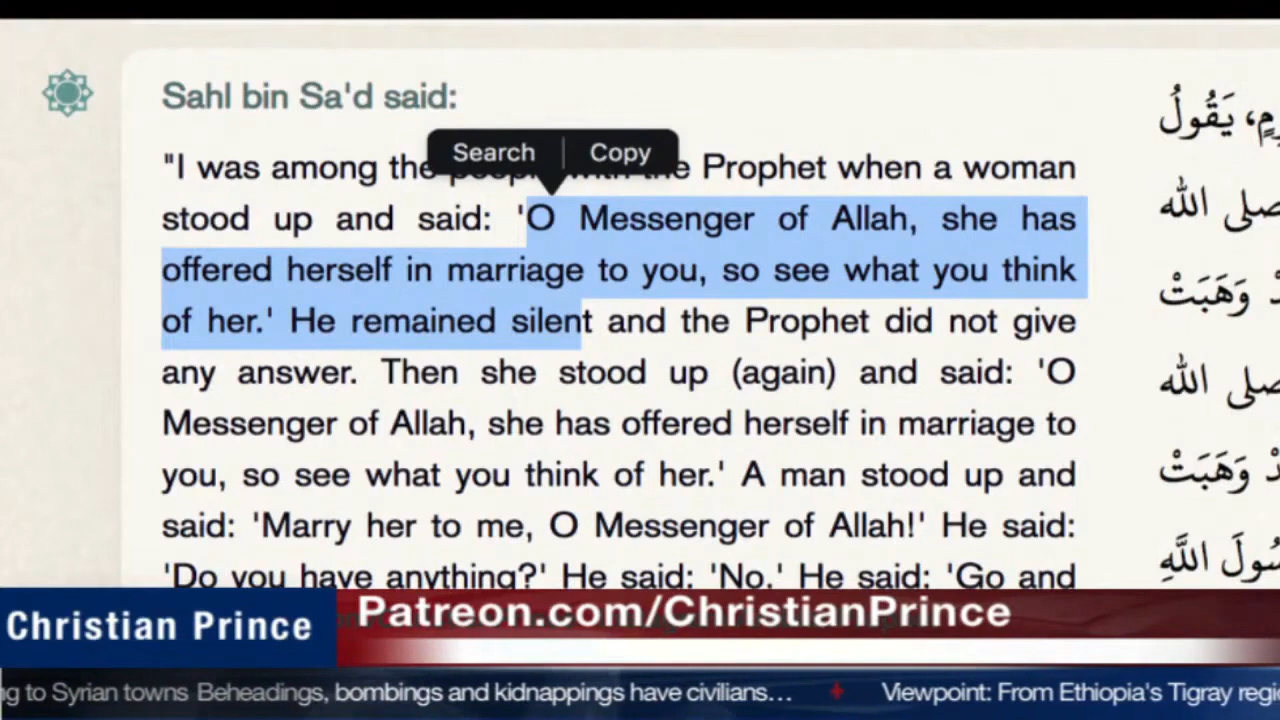 Sahl bin Sa'd said:
Search Copy
"I was among the people with the Prophet when a woman
stood up and said: 'O Messenger of Allah, she has
offered herself in marriage to you, so see what you think
of her.' He remained silent and the Prophet did not give
any answer. Then she stood up (again) and said: 'O
Messenger of Allah, she has offered herself in marriage to
you, so see what you think of her.' A man stood up and
said: 'Marry her to me, O Messenger of Allah!' He said:
'Do you have anything?' He said: 'No.' He said: 'Go and
يَقُولُ
صلى الله
وَهَبَتْ
صلى الله
وَهَبَتْ
اللَّهِ
Christian Prince
Patreon.com/ChristianPrince
to Syrian towns Beheadings, bombings and kidnappings have civilians… Viewpoint: From Ethiopia's Tigray